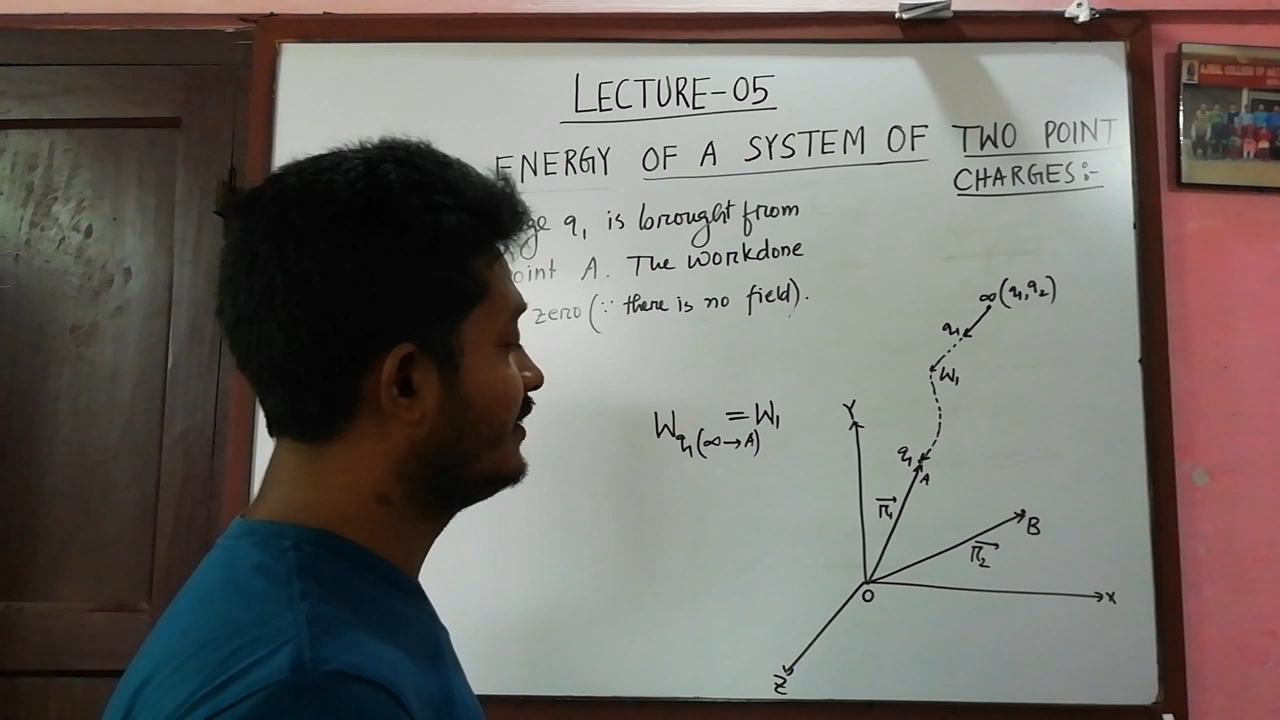 LECTURE-05
ENERGY OF A SYSTEM OF TWO POINT
CHARGES:-
q₁ is brought from
A. The workdone
zero (∵ there is no field).
∞(q₁,q₂)
q₁
W₁
W q₁(∞→A) = W₁
Y
q₁
A
r₁
B
r₂
O
X
Z